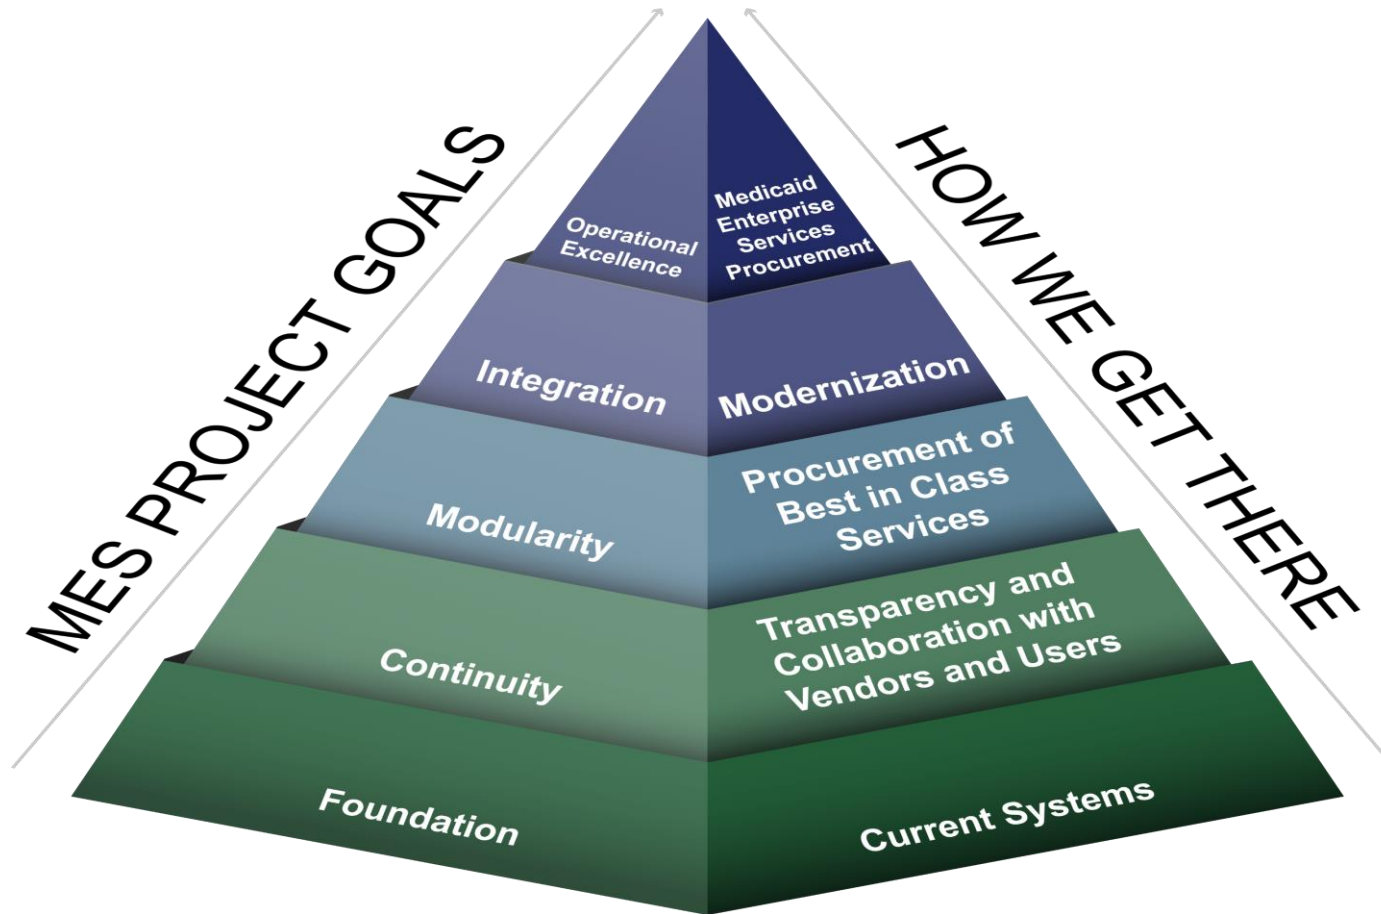 MES PROJECT GOALS
HOW WE GET THERE
Operational
Excellence
Medicaid
Enterprise
Services
Procurement
Integration
Modernization
Modularity
Procurement of
Best in Class
Services
Continuity
Transparency and
Collaboration with
Vendors and Users
Foundation
Current Systems